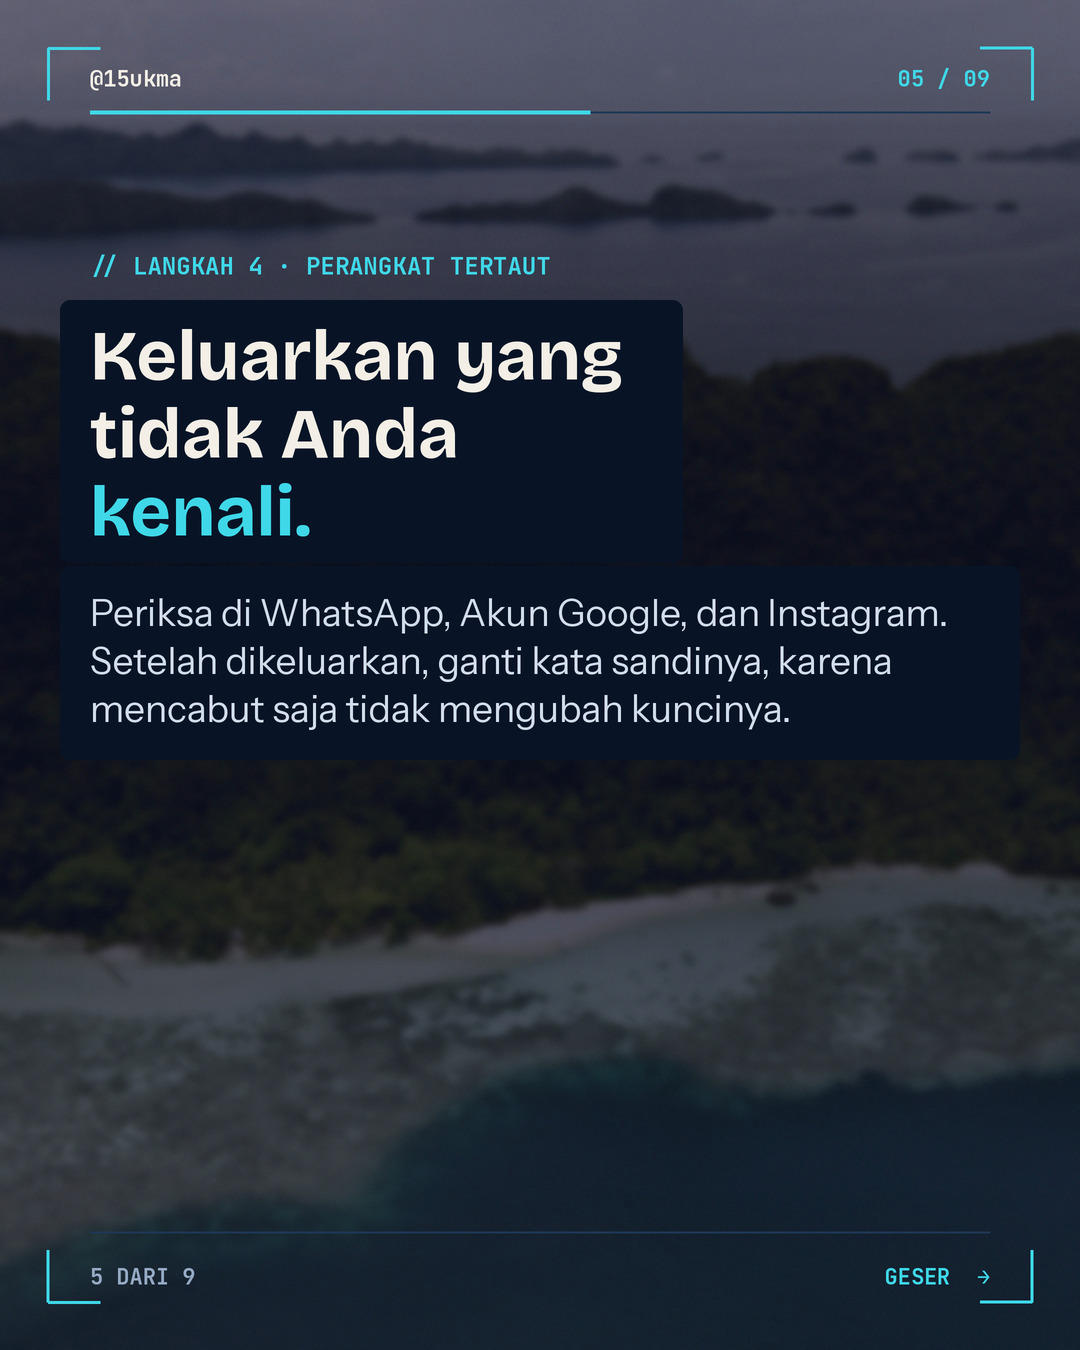 @15ukma
05 / 09
// LANGKAH 4 · PERANGKAT TERTAUT
Keluarkan yang
tidak Anda
kenali.
Periksa di WhatsApp, Akun Google, dan Instagram.
Setelah dikeluarkan, ganti kata sandinya, karena
mencabut saja tidak mengubah kuncinya.
5 DARI 9
GESER →